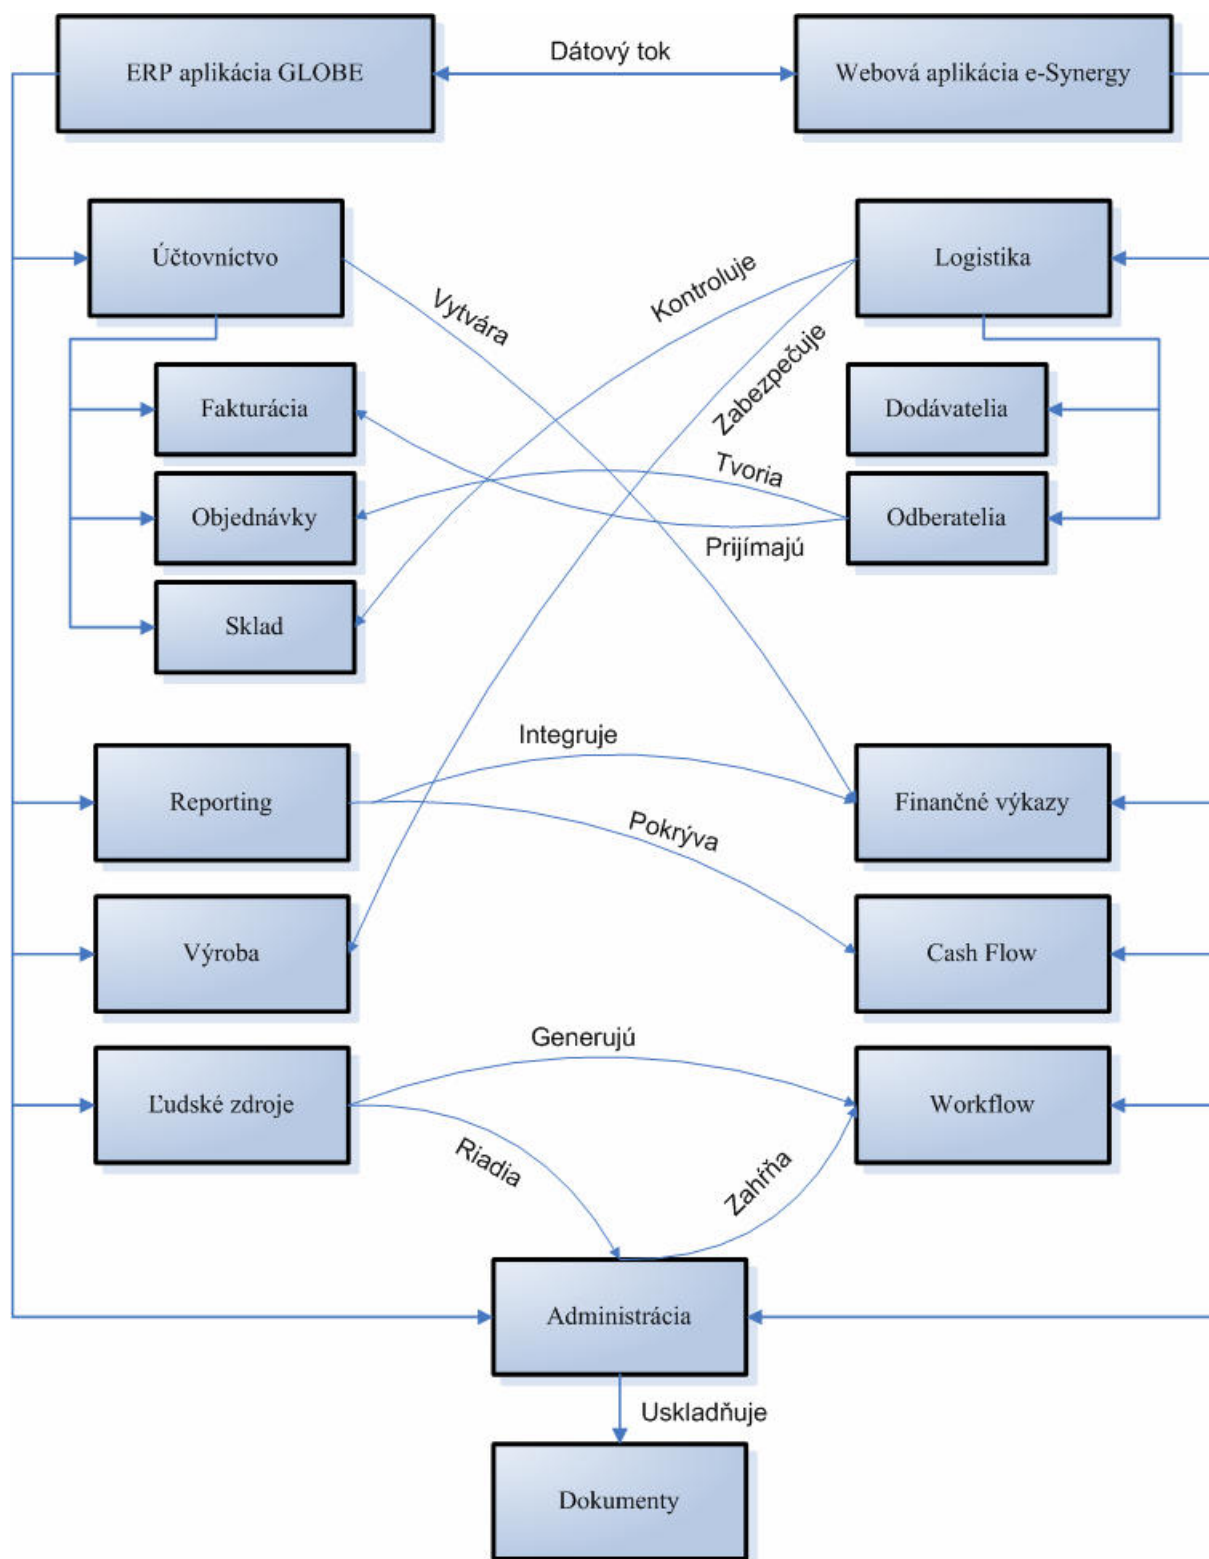 Dátový tok
ERP aplikácia GLOBE
Webová aplikácia e-Synergy
Účtovníctvo
Logistika
Vytvára
Kontroluje
Zabezpečuje
Fakturácia
Dodávatelia
Tvoria
Objednávky
Odberatelia
Prijímajú
Sklad
Integruje
Reporting
Finančné výkazy
Pokrýva
Výroba
Cash Flow
Generujú
Ľudské zdroje
Workflow
Riadia
Zahŕňa
Administrácia
Uskladňuje
Dokumenty